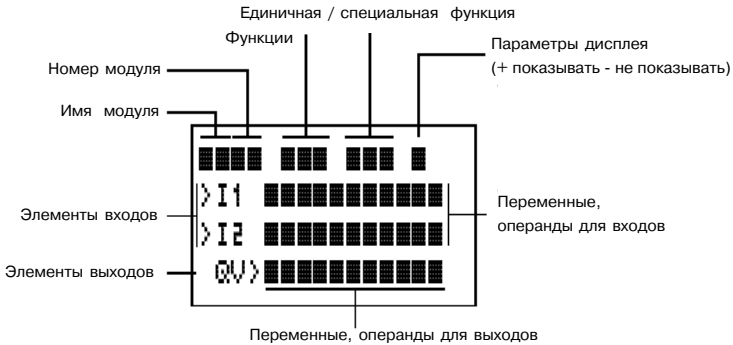 Единичная / специальная функция
Функции
Параметры дисплея
(+ показывать - не показывать)
Номер модуля
Имя модуля
>I1
>I2
QV>
Элементы входов
Переменные,
операнды для входов
Элементы выходов
Переменные, операнды для выходов